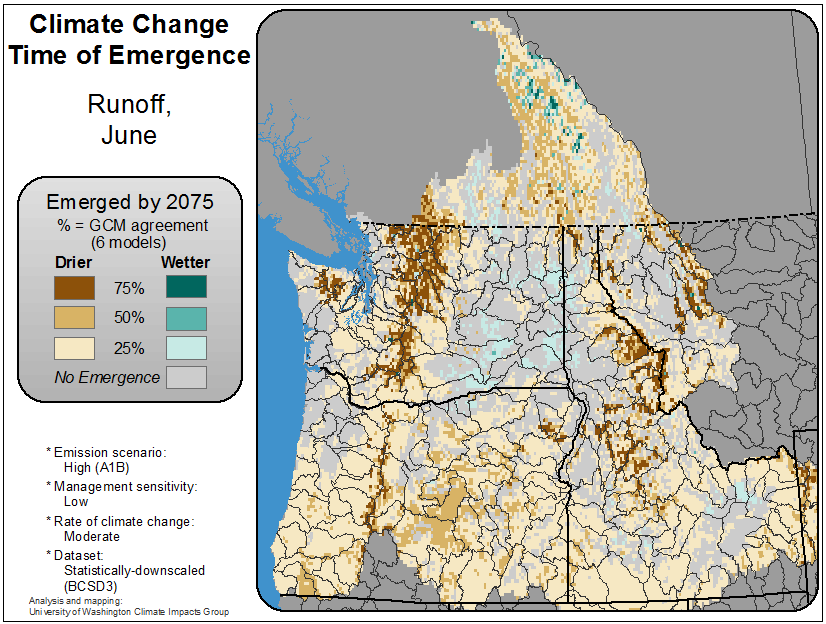 Climate Change
Time of Emergence
Runoff,
June
Emerged by 2075
% = GCM agreement
(6 models)
Drier Wetter
75%
50%
25%
No Emergence
* Emission scenario:
High (A1B)
* Management sensitivity:
Low
* Rate of climate change:
Moderate
* Dataset:
Statistically-downscaled
(BCSD3)
Analysis and mapping:
University of Washington Climate Impacts Group